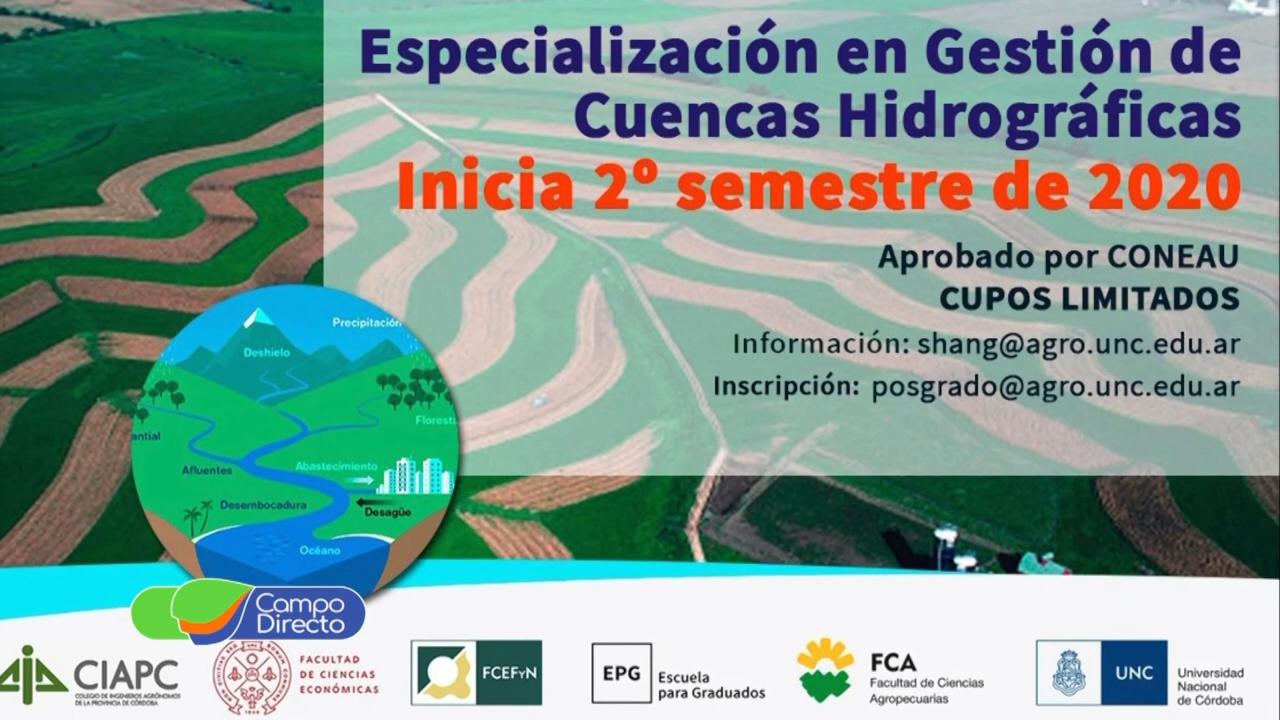 Especialización en Gestión de
Cuencas Hidrográficas
Inicia 2º semestre de 2020
Aprobado por CONEAU
CUPOS LIMITADOS
Información: shang@agro.unc.edu.ar
Inscripción: posgrado@agro.unc.edu.ar
Precipitación
Deshielo
Floresta
antial
Afluentes
Abastecimiento
Desembocadura
Desagüe
Océano
Campo
Directo
CIAPC
COLEGIO DE INGENIEROS AGRÓNOMOS
DE LA PROVINCIA DE CÓRDOBA
FACULTAD
DE CIENCIAS
ECONÓMICAS
FCEFyN
EPG
Escuela
para Graduados
FCA
Facultad de Ciencias
Agropecuarias
UNC
Universidad
Nacional
de Córdoba